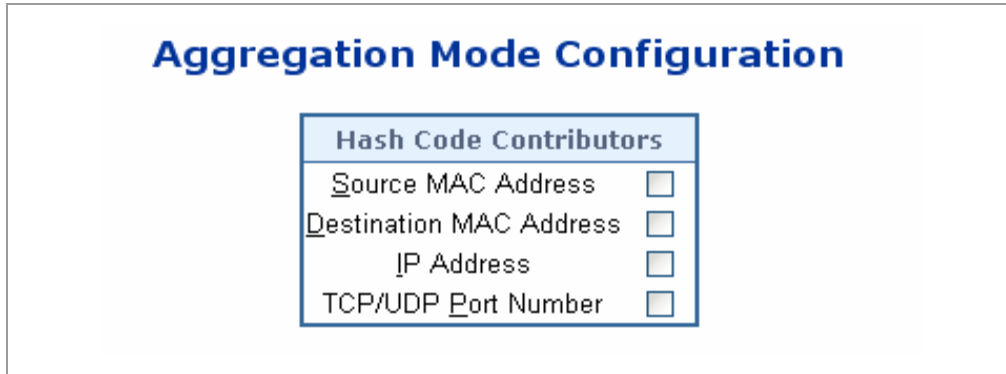 Aggregation Mode Configuration
Hash Code Contributors
Source MAC Address
Destination MAC Address
IP Address
TCP/UDP Port Number